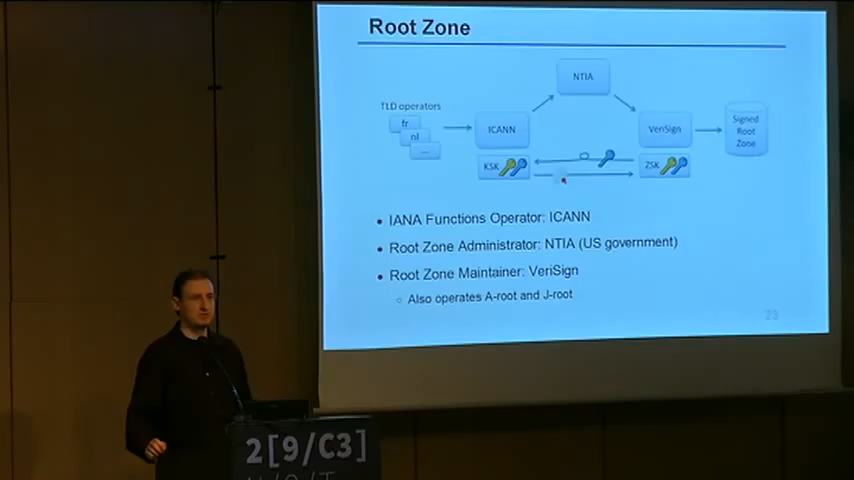 Root Zone
NTIA
TLD operators
fr
nl
...
ICANN
VeriSign
Signed
Root
Zone
KSK
ZSK
• IANA Functions Operator: ICANN
• Root Zone Administrator: NTIA (US government)
• Root Zone Maintainer: VeriSign
○ Also operates A-root and J-root
23
2[9/C3]